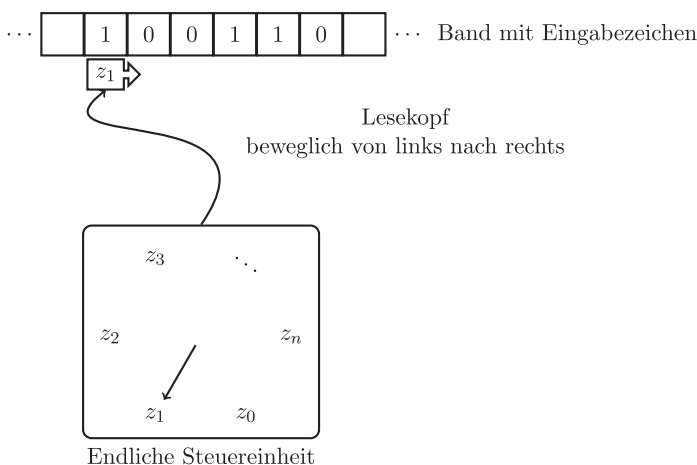 ⋯ 1 0 0 1 1 0 ⋯ Band mit Eingabezeichen
z₁
Lesekopf
beweglich von links nach rechts
z₃ ⋱
z₂ zₙ
z₁ z₀
Endliche Steuereinheit